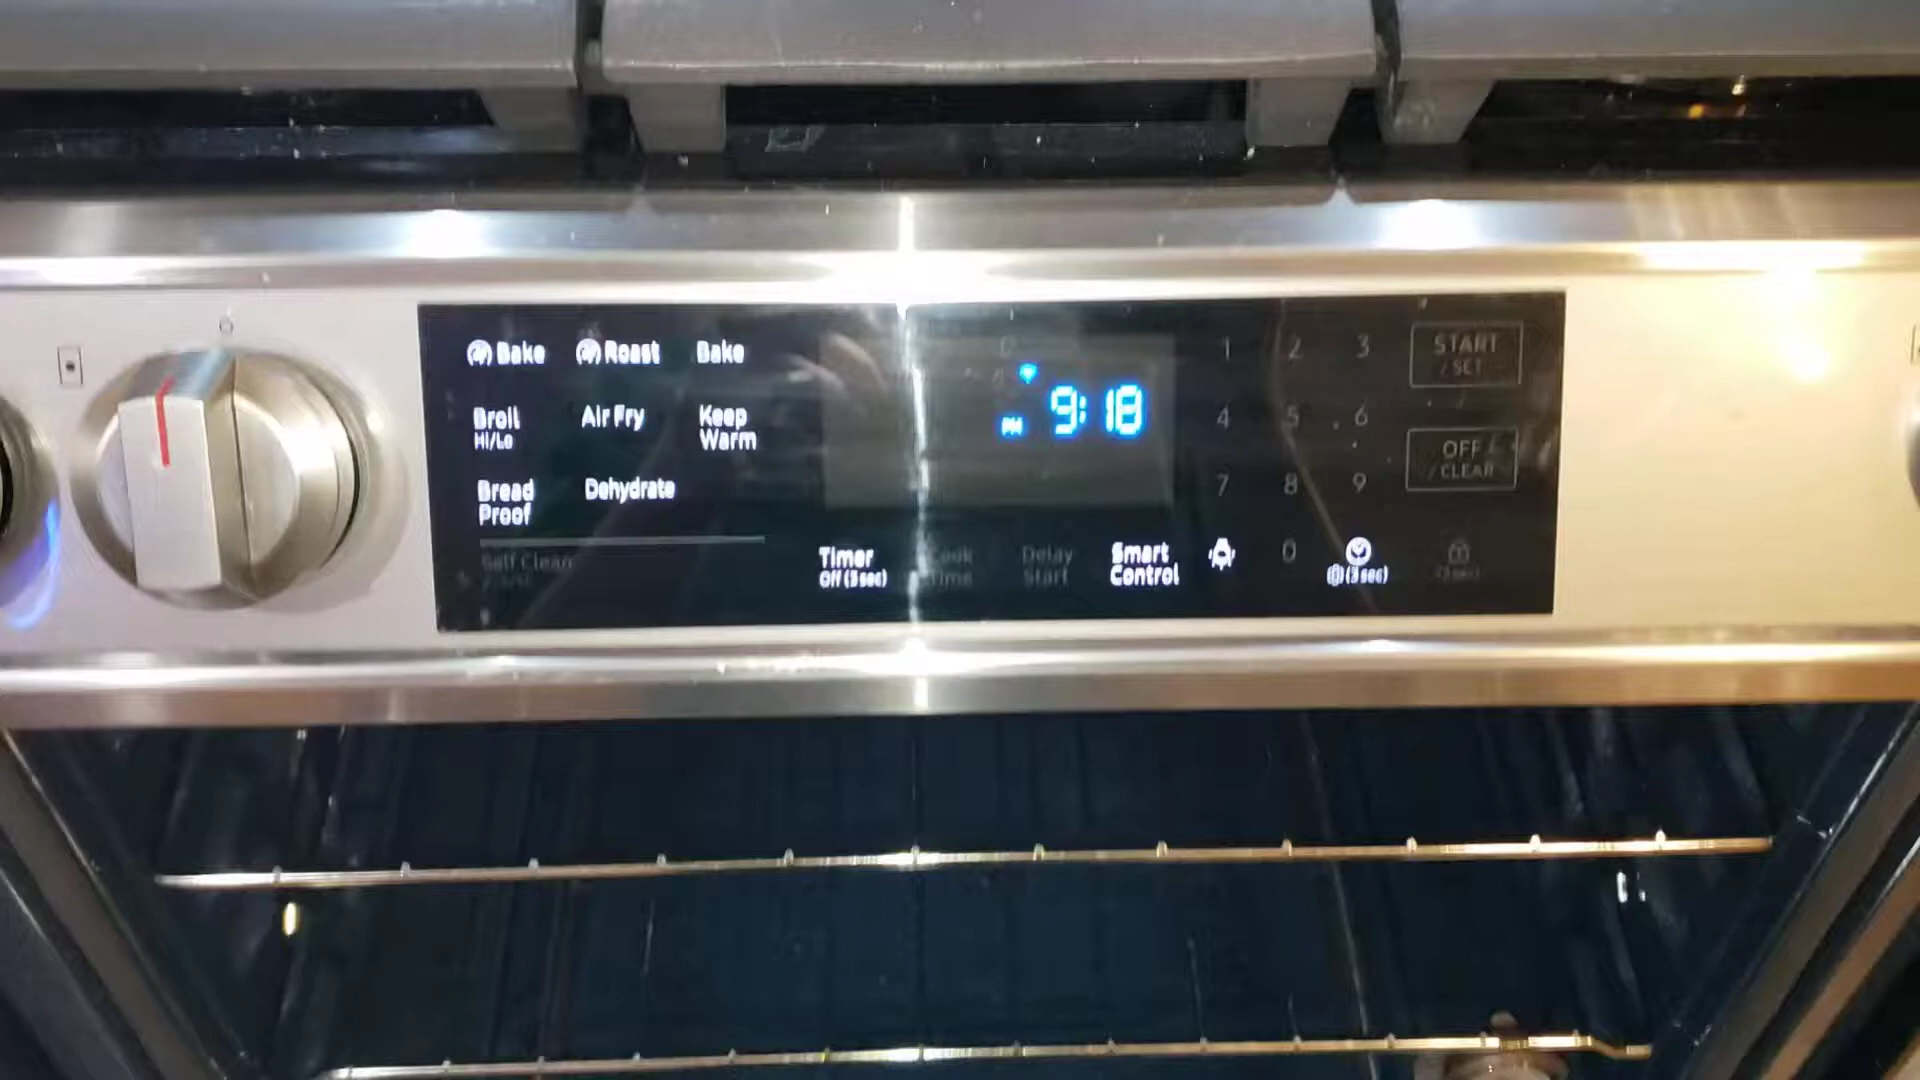 Bake Roast Bake
Broil Air Fry Keep
Hi/Lo Warm
Bread Dehydrate
Proof
Self Clean
PM 9:18
Timer Cook Delay Smart
Off (3 sec) Time Start Control
1 2 3
4 5 6
7 8 9
0
(3 sec)
START
/ SET
OFF
/ CLEAR